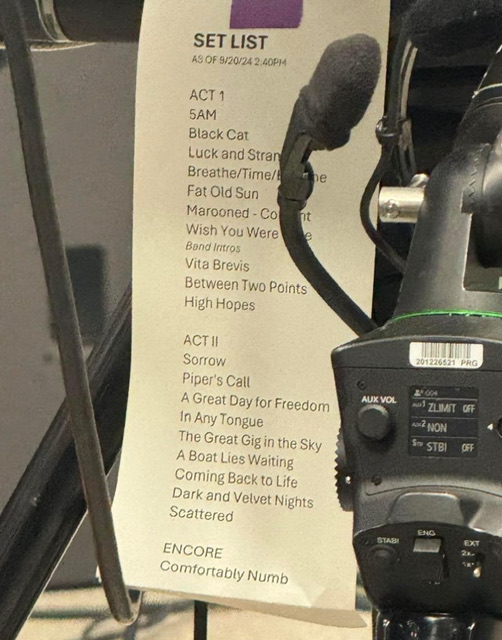 SET LIST
AS OF 9/20/24 2:40PM
ACT 1
5AM
Black Cat
Luck and Stran
Breathe/Time/
Fat Old Sun
Marooned - Co
Wish You Were
Band Intros
Vita Brevis
Between Two Points
High Hopes
ACT II
Sorrow
Piper's Call
A Great Day for Freedom
In Any Tongue
The Great Gig in the Sky
A Boat Lies Waiting
Coming Back to Life
Dark and Velvet Nights
Scattered
ENCORE
Comfortably Numb
201226521 PRG
AUX VOL
ZLIMIT OFF
NON
STBI OFF
STABI
ENG
EXT
2x
1x